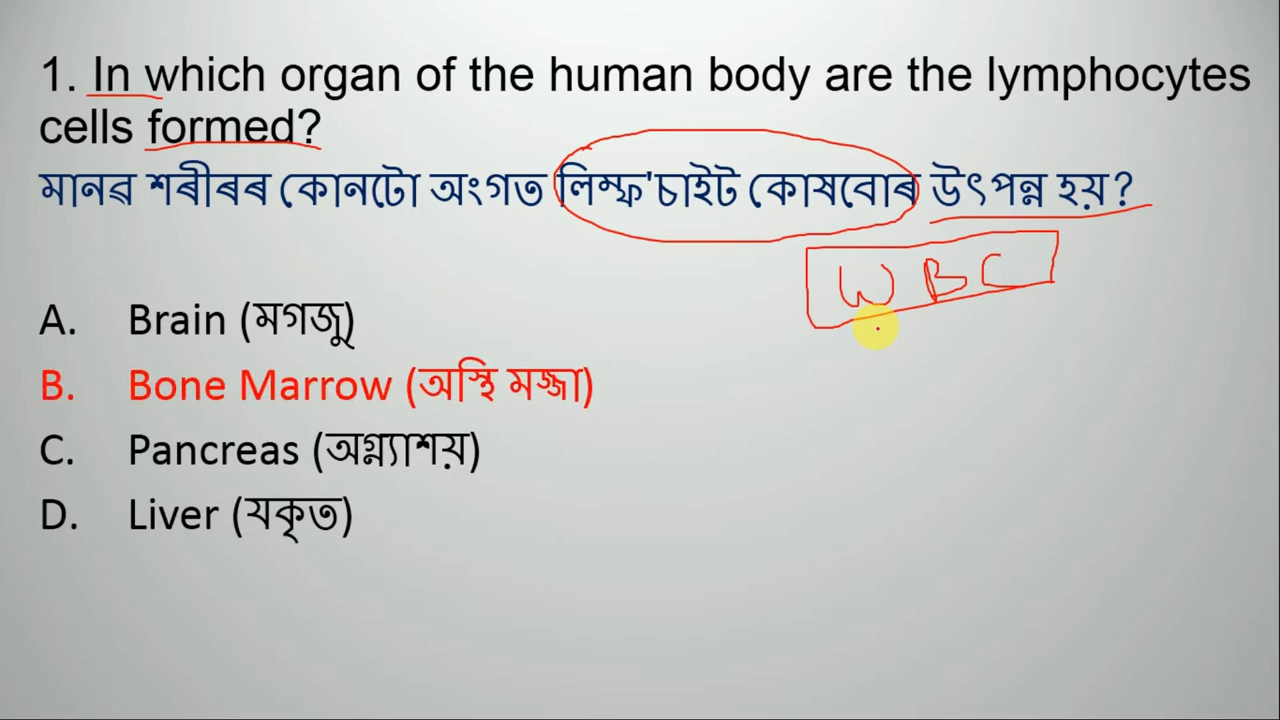 1. In which organ of the human body are the lymphocytes
cells formed?
মানৱ শৰীৰৰ কোনটো অংগত লিম্ফ'চাইট কোষবোৰ উৎপন্ন হয়?
WBC
A. Brain (মগজু)
B. Bone Marrow (অস্থি মজ্জা)
C. Pancreas (অগ্ন্যাশয়)
D. Liver (যকৃত)